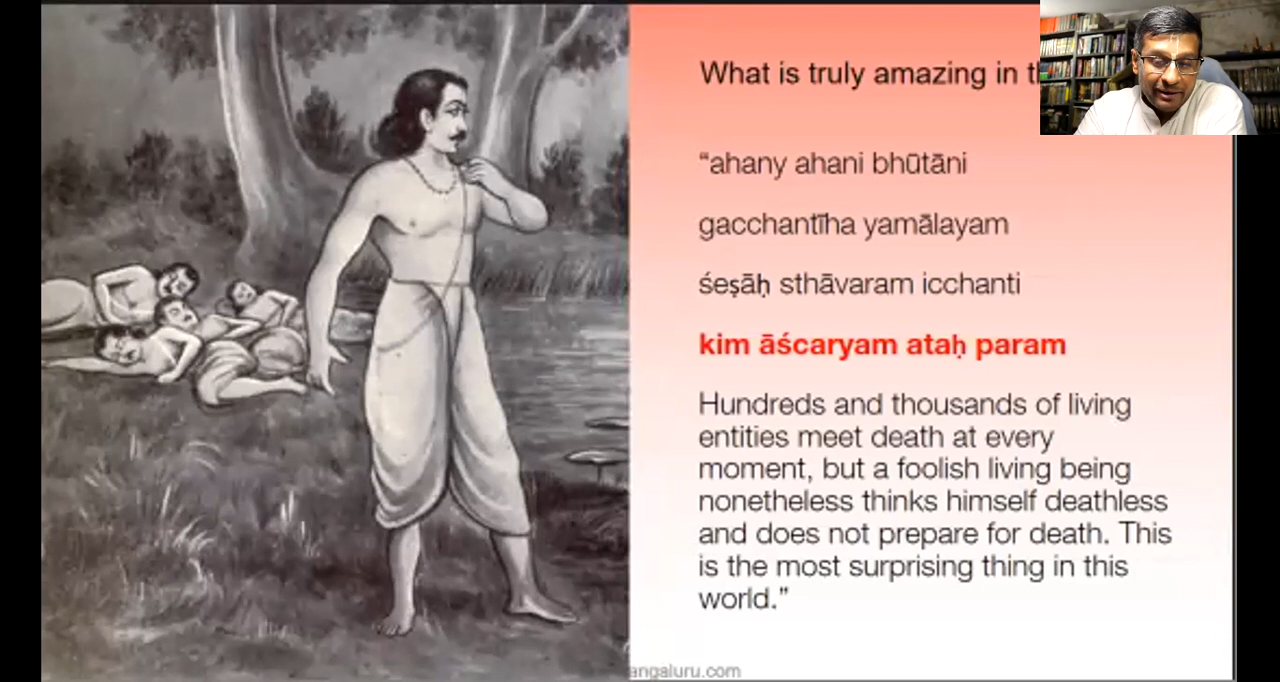 What is truly amazing in
“ahany ahani bhūtāni
gacchantīha yamālayam
śeṣāḥ sthāvaram icchanti
kim āścaryam ataḥ param
Hundreds and thousands of living
entities meet death at every
moment, but a foolish living being
nonetheless thinks himself deathless
and does not prepare for death. This
is the most surprising thing in this
world.”
angaluru.com